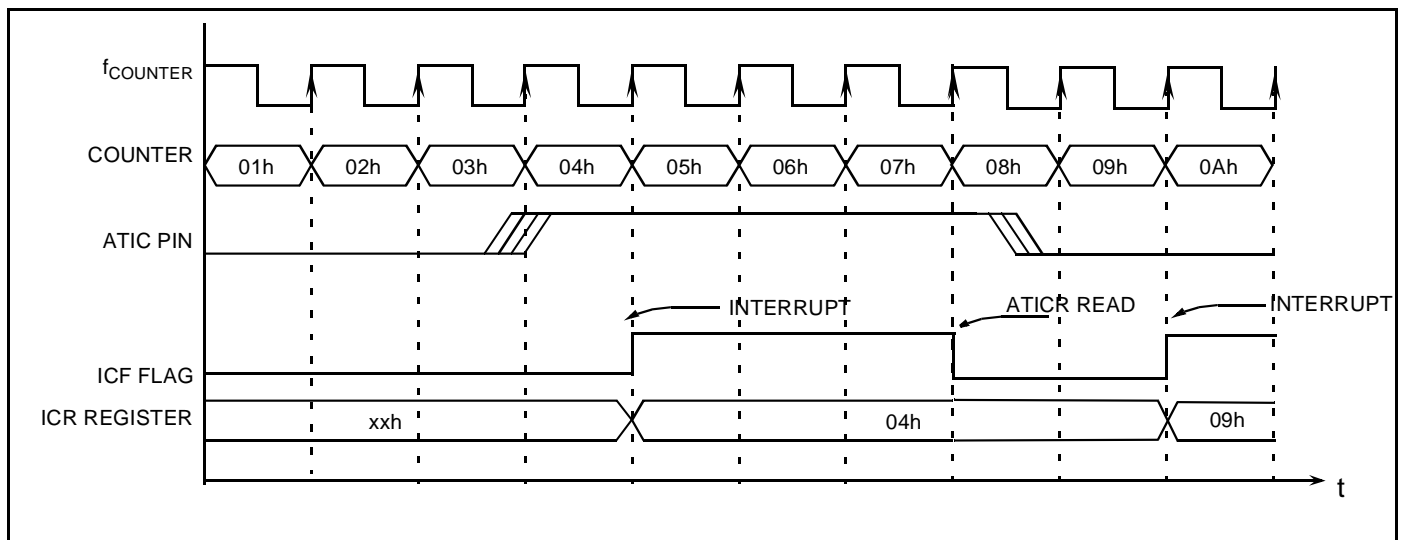 fCOUNTER
COUNTER
01h 02h 03h 04h 05h 06h 07h 08h 09h 0Ah
ATIC PIN
INTERRUPT ATICR READ INTERRUPT
ICF FLAG
ICR REGISTER
xxh 04h 09h
t